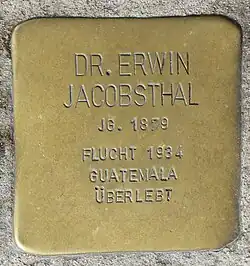 DR. ERWIN
JACOBSTHAL
JG. 1879
FLUCHT 1934
GUATEMALA
ÜBERLEBT